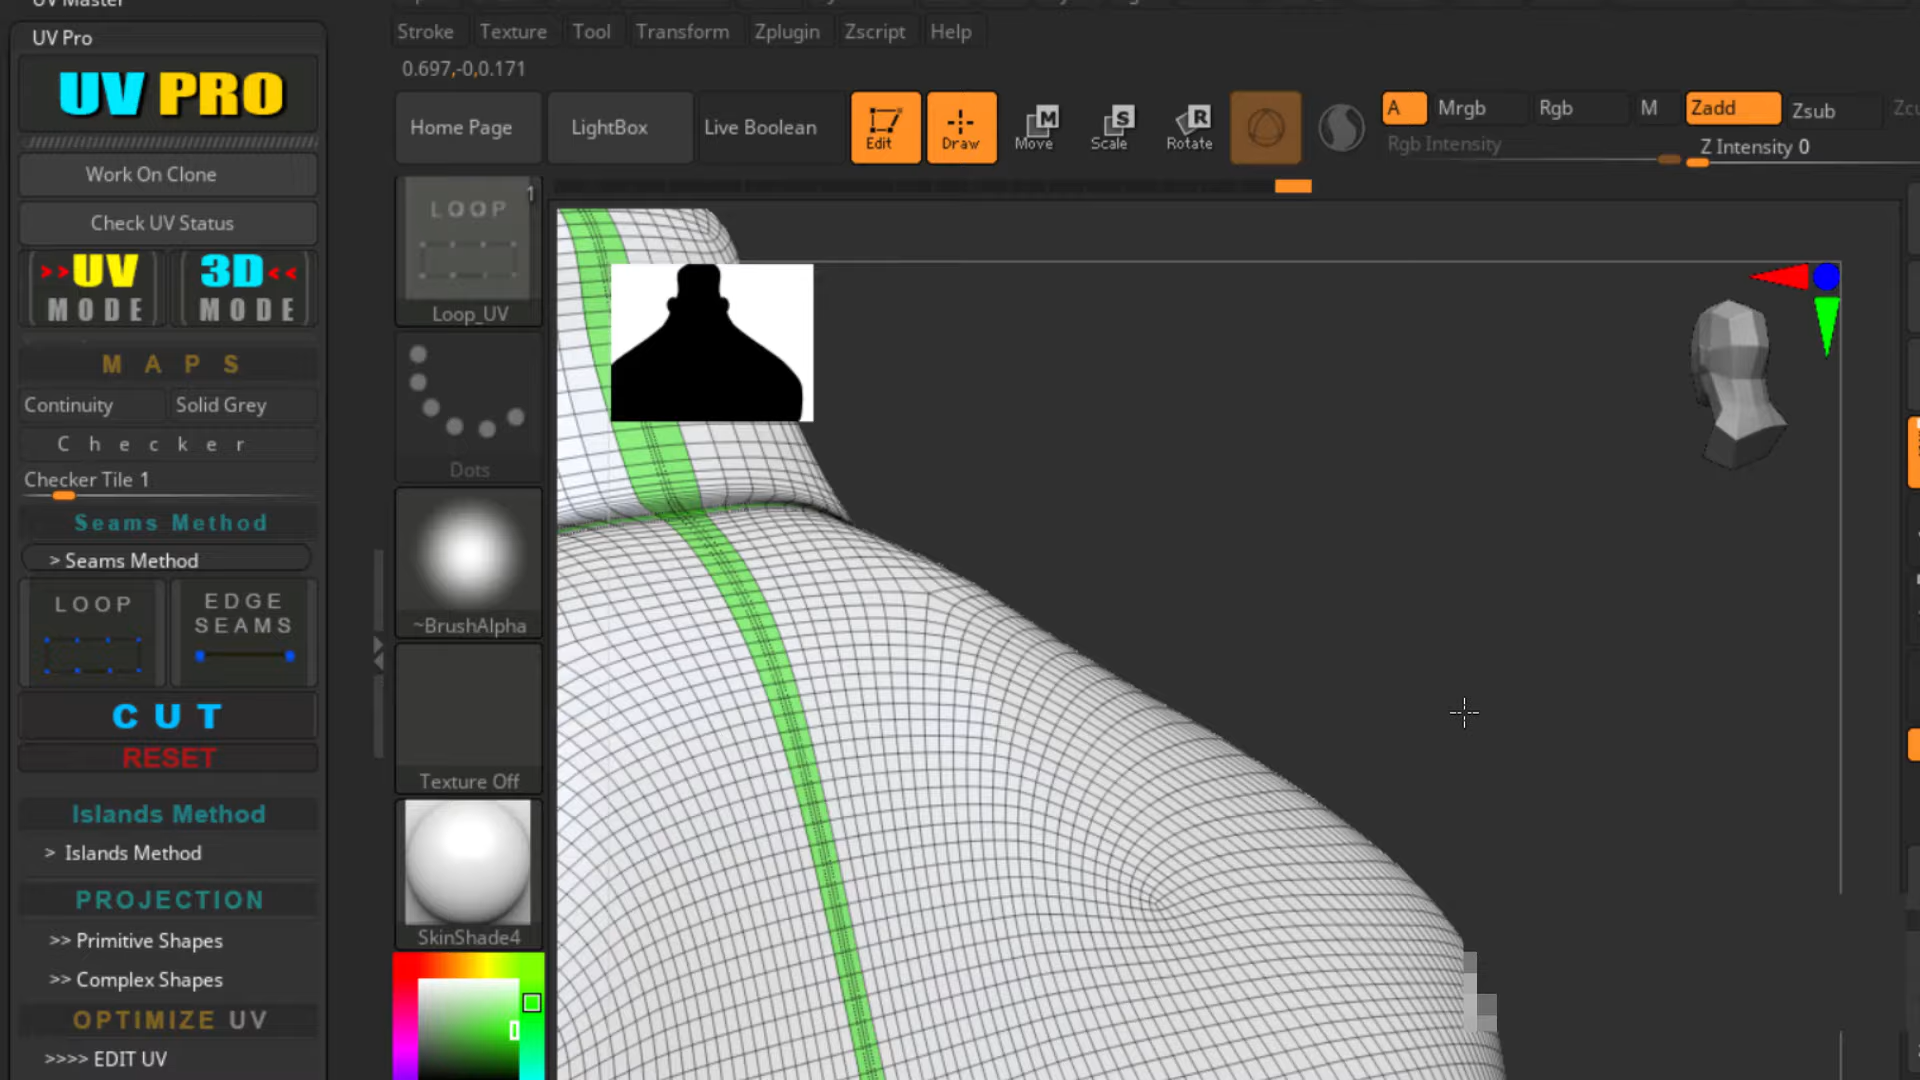 UV Master
UV Pro
UV PRO
Work On Clone
Check UV Status
>>UV MODE
3D<< MODE
MAPS
Continuity Solid Grey
Checker
Checker Tile 1
Seams Method
> Seams Method
LOOP
EDGE SEAMS
CUT
RESET
Islands Method
> Islands Method
PROJECTION
>> Primitive Shapes
>> Complex Shapes
OPTIMIZE UV
>>>> EDIT UV
Stroke Texture Tool Transform Zplugin Zscript Help
0.697,-0,0.171
Home Page LightBox Live Boolean Edit Draw Move Scale Rotate
M S R
A Mrgb Rgb M Zadd Zsub
Rgb Intensity Z Intensity 0
LOOP 1
Loop_UV
Dots
~BrushAlpha
Texture Off
SkinShade4